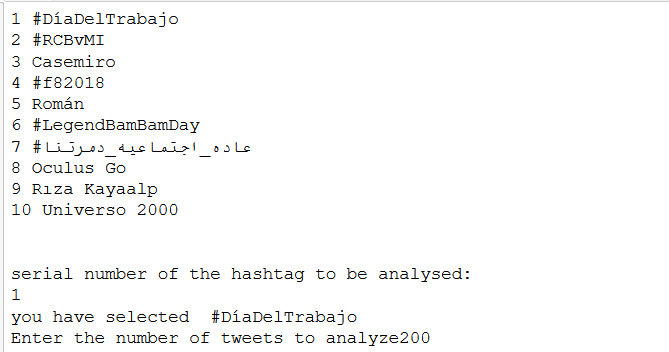 1 #DíaDelTrabajo
2 #RCBvMI
3 Casemiro
4 #f82018
5 Román
6 #LegendBamBamDay
7 #عاده_اجتماعيه_دمرتنا
8 Oculus Go
9 Rıza Kayaalp
10 Universo 2000
serial number of the hashtag to be analysed:
1
you have selected  #DíaDelTrabajo
Enter the number of tweets to analyze200